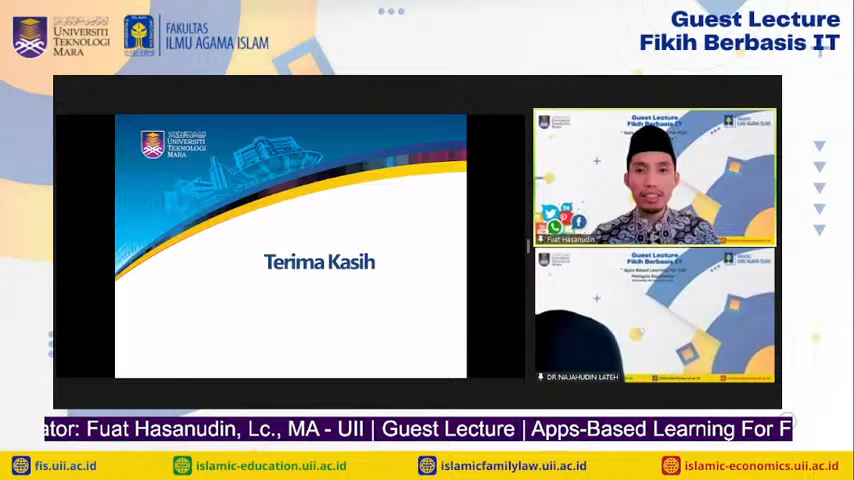 UNIVERSITI
TEKNOLOGI
MARA
FAKULTAS
ILMU AGAMA ISLAM
Guest Lecture
Fikih Berbasis IT
UNIVERSITI
TEKNOLOGI
MARA
Terima Kasih
Guest Lecture
Fikih Berbasis IT
Fuat Hasanudin
Guest Lecture
Fikih Berbasis IT
DR NAJAHUDIN LATEH
ator: Fuat Hasanudin, Lc., MA - UII | Guest Lecture | Apps-Based Learning For F
fis.uii.ac.id
islamic-education.uii.ac.id
islamicfamilylaw.uii.ac.id
islamic-economics.uii.ac.id